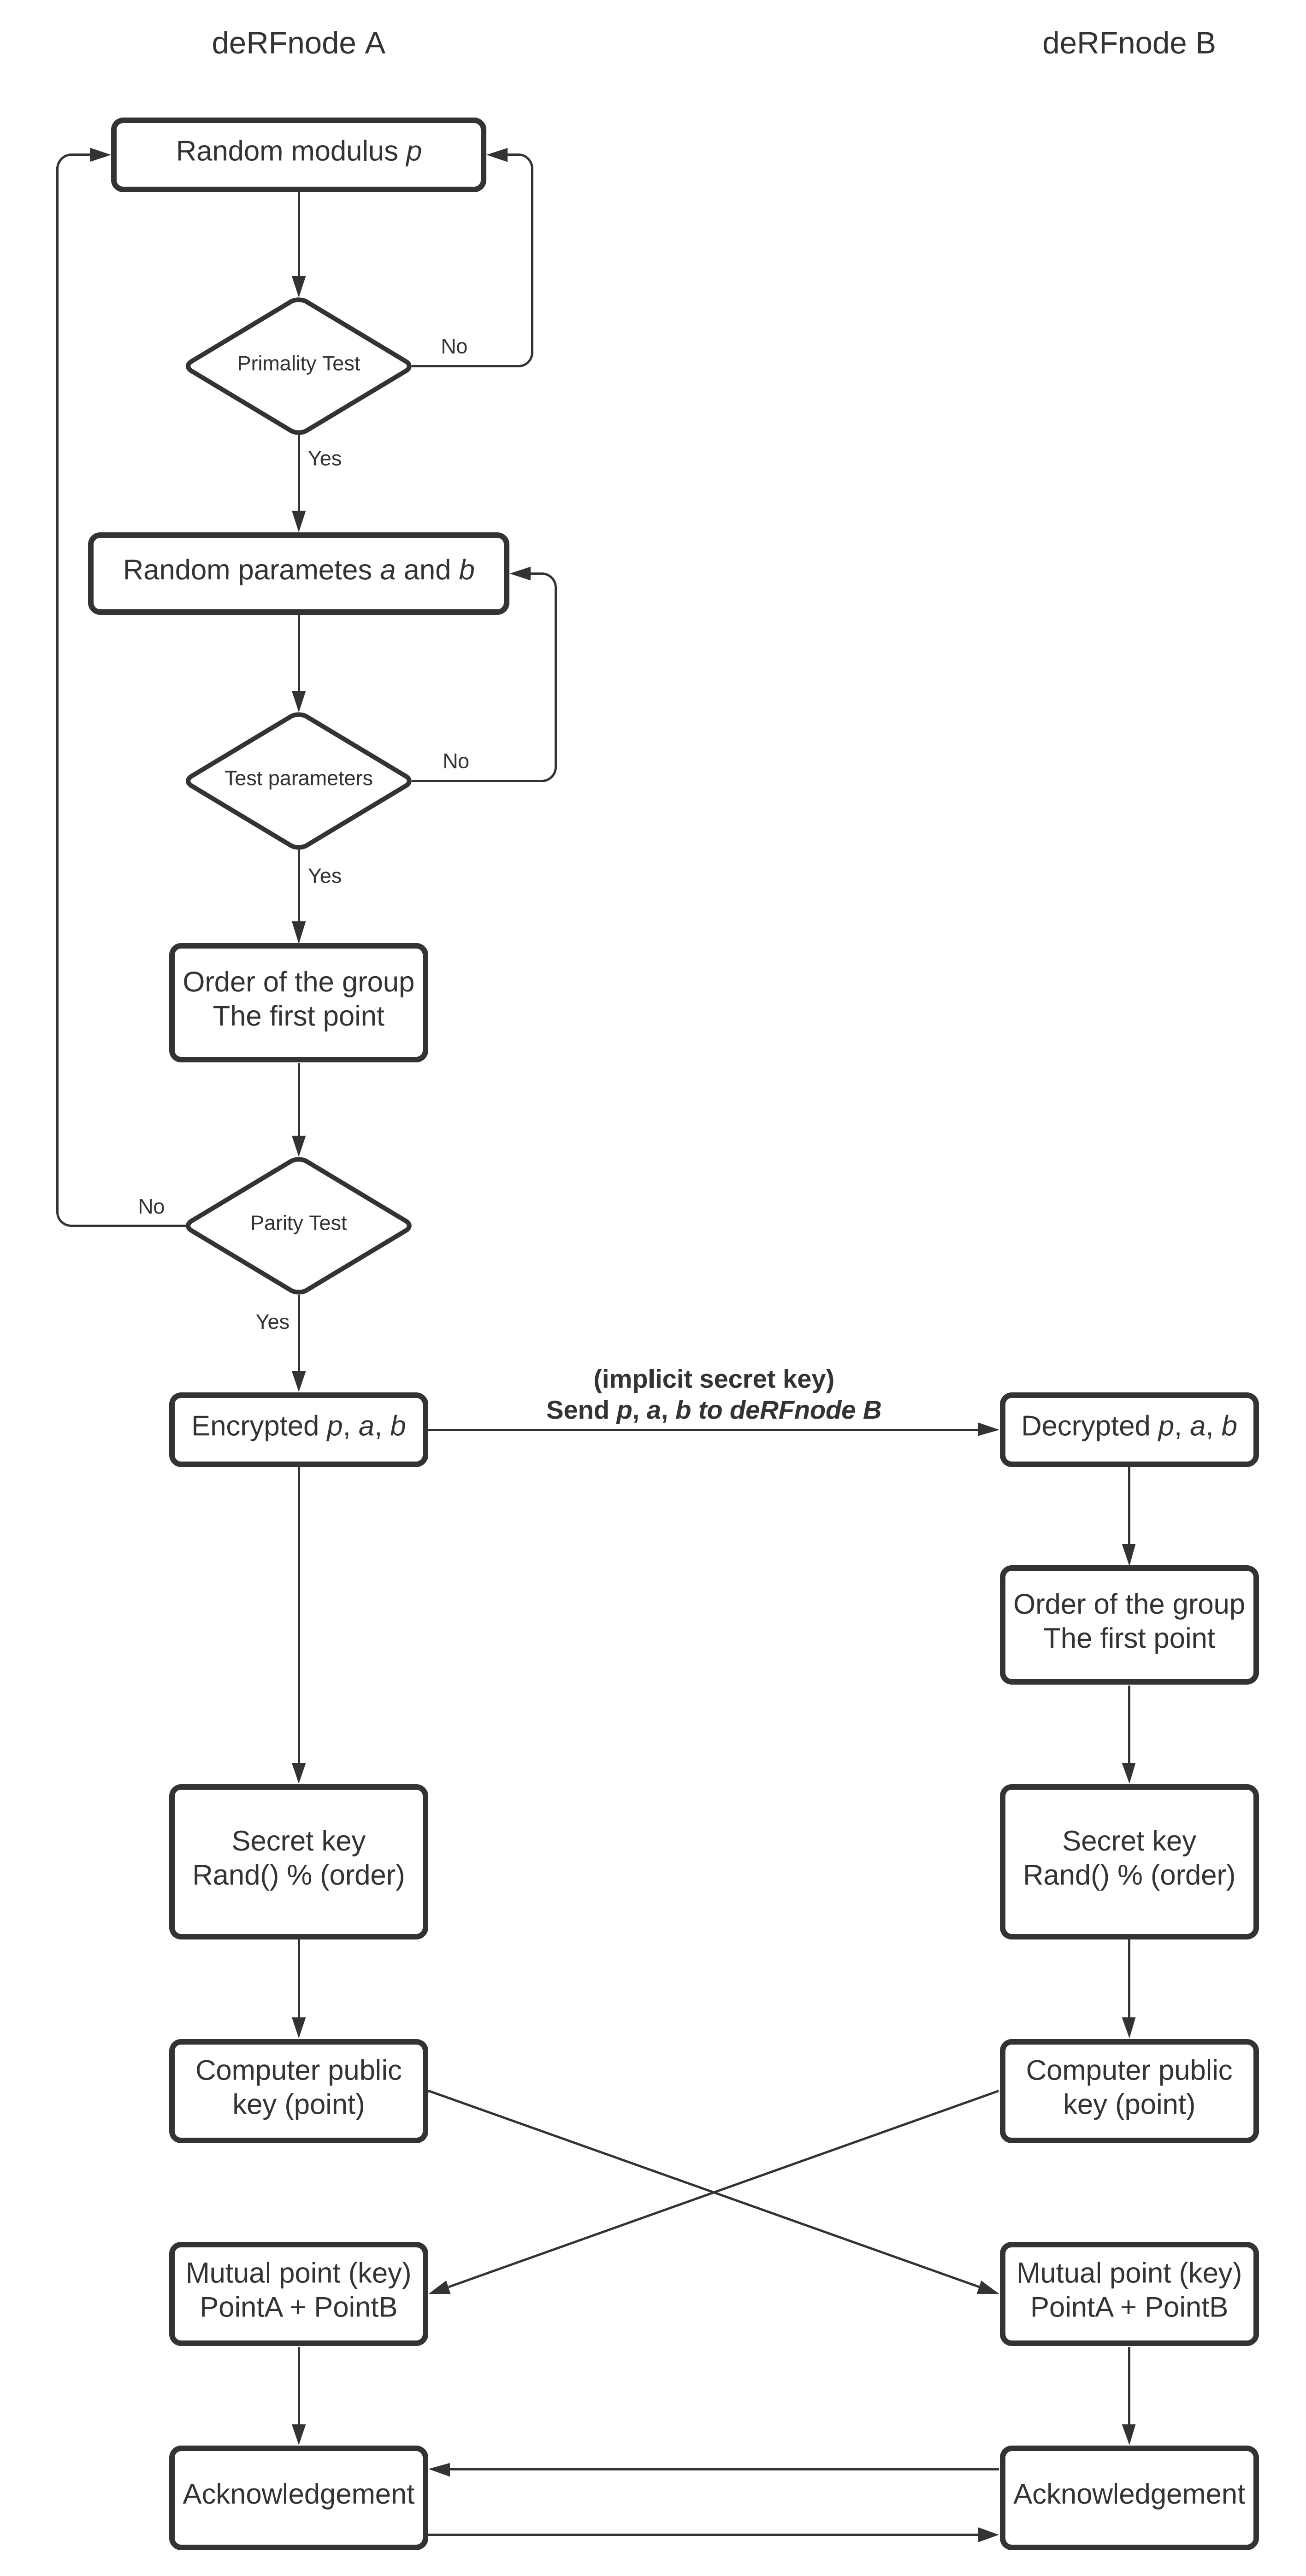 deRFnode A
deRFnode B
Random modulus p
Primality Test
No
Yes
Random parametes a and b
Test parameters
No
Yes
Order of the group
The first point
Parity Test
No
Yes
(implicit secret key)
Send p, a, b to deRFnode B
Encrypted p, a, b
Decrypted p, a, b
Order of the group
The first point
Secret key
Rand() % (order)
Secret key
Rand() % (order)
Computer public
key (point)
Computer public
key (point)
Mutual point (key)
PointA + PointB
Mutual point (key)
PointA + PointB
Acknowledgement
Acknowledgement